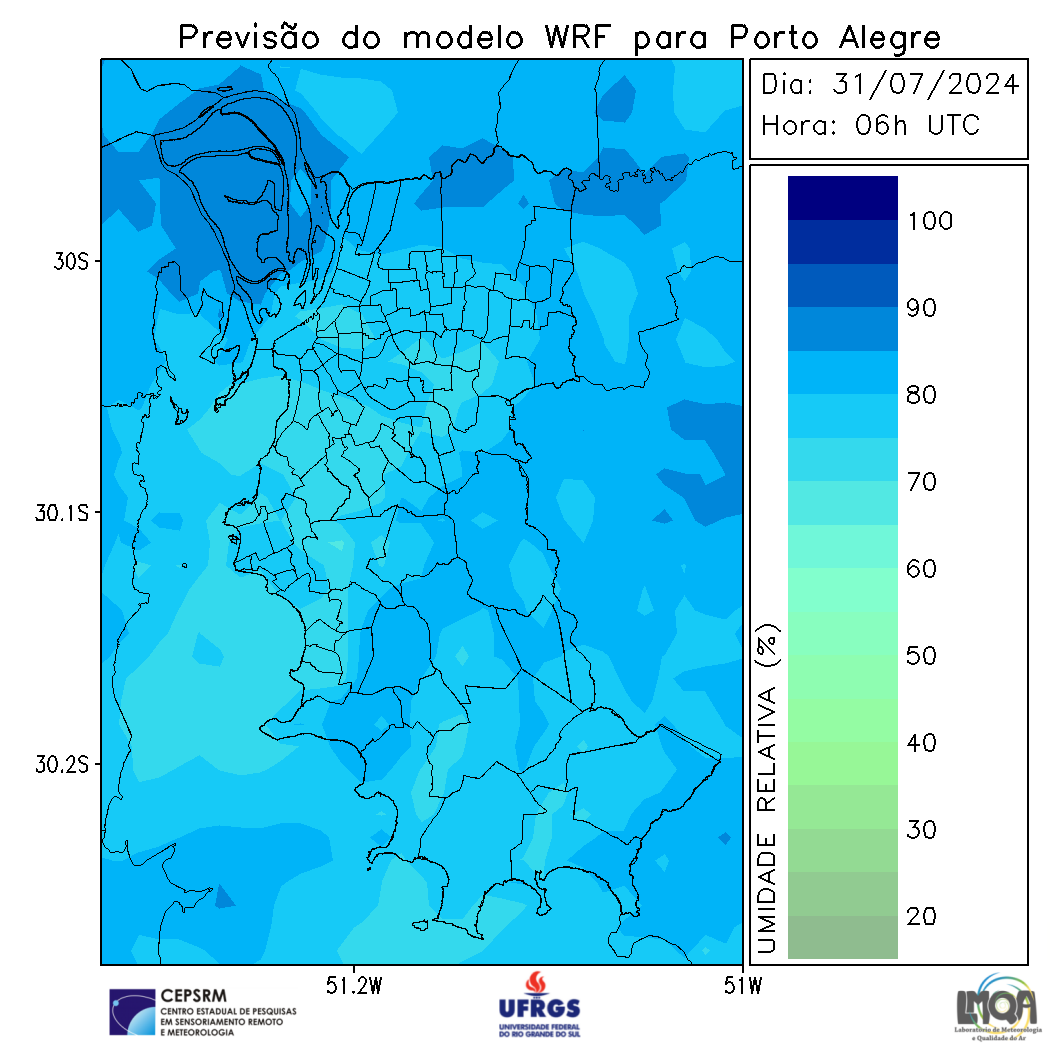 Previsão do modelo WRF para Porto Alegre
Dia: 31/07/2024
Hora: 06h UTC
30S
30.1S
30.2S
51.2W
51W
UMIDADE RELATIVA (%)
100
90
80
70
60
50
40
30
20
CEPSRM
CENTRO ESTADUAL DE PESQUISAS
EM SENSORIAMENTO REMOTO
E METEOROLOGIA
UFRGS
UNIVERSIDADE FEDERAL
DO RIO GRANDE DO SUL
LMQA
Laboratório de Meteorologia
e Qualidade do Ar